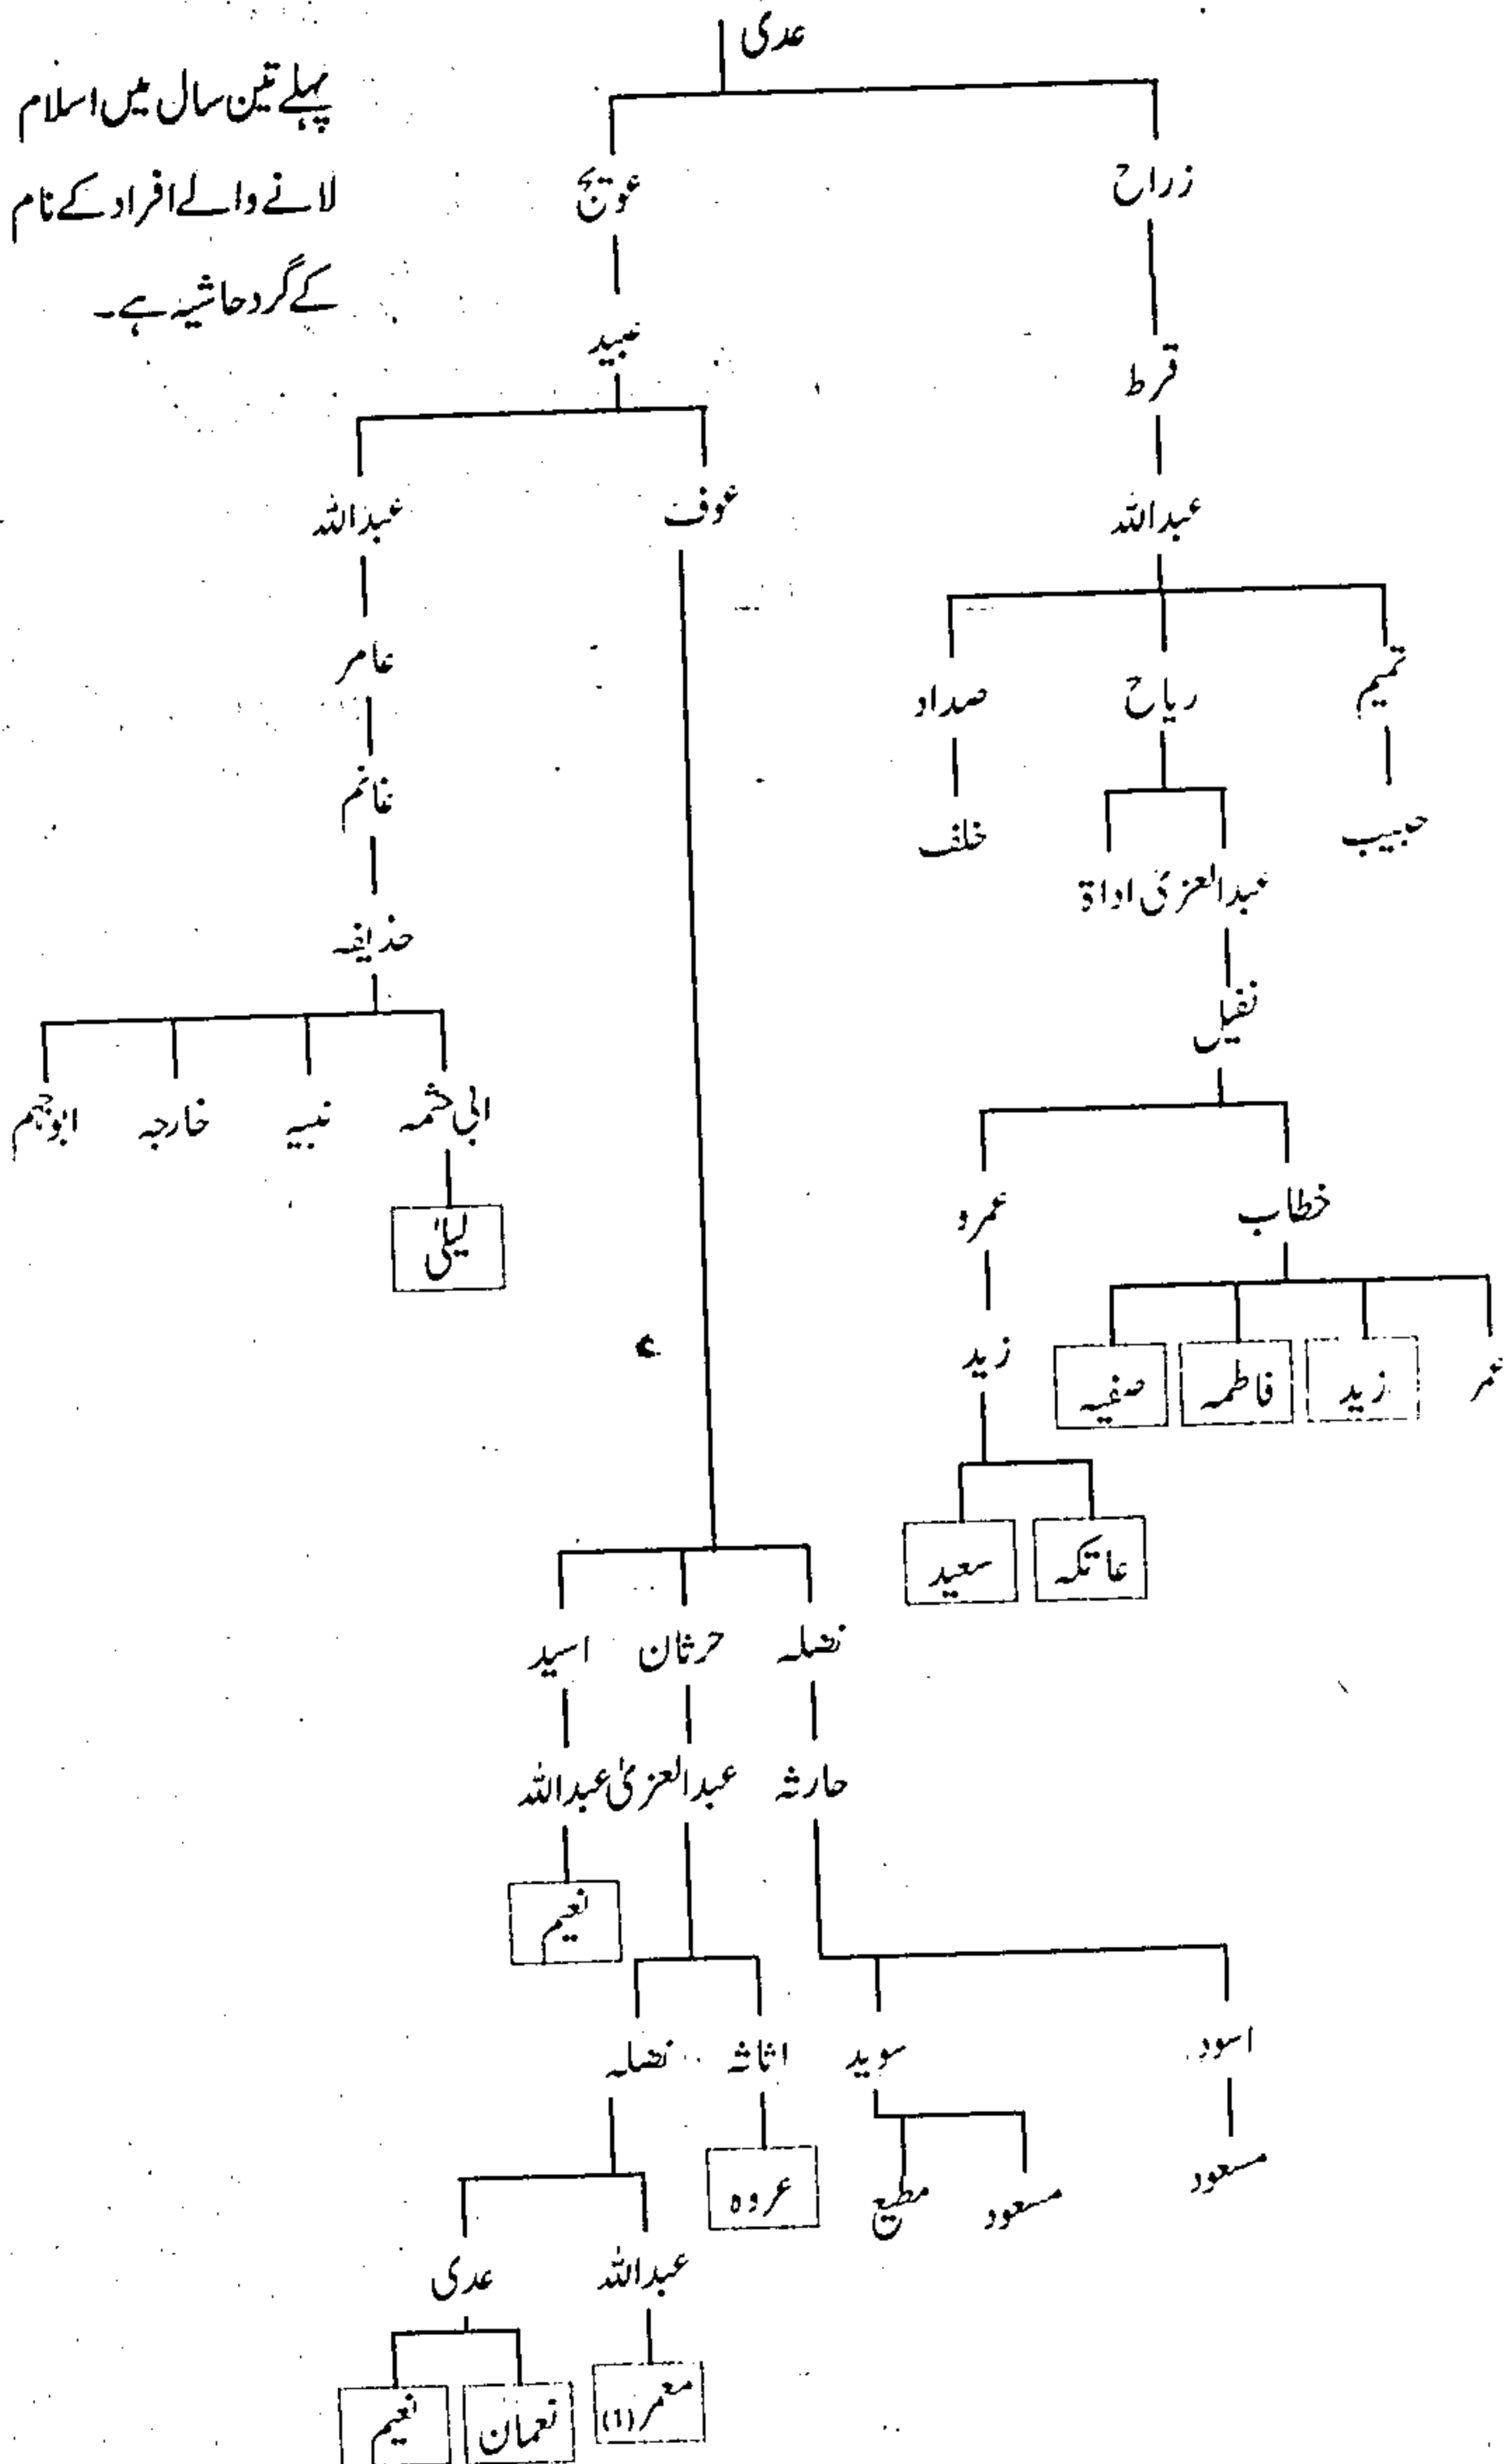 عدی
پہلے تین سال میں اسلام
لانے والے افراد کے نام
کے گرد حاشیہ ہے۔
زراح
عویج
قرط
عبید
عبداللہ
عوف
عبداللہ
تمیم
ریاح
صداد
عامر
حبیب
خلف
غانم
عبدالعزیٰ اداۃ
حذیفہ
نفیل
ابی حثمہ
نبیہ
خارجہ
ابوجہم
خطاب
عمرو
لیلیٰ
عمر
زید
فاطمہ
صفیہ
زید
عاتکہ
سعید
نضلہ
حرثان
اسید
حارثہ
عبدالعزیٰ
عبداللہ
نعیم
اسود
سوید
اثاثہ
نضلہ
مسعود
مسعود
مطیع
عروہ
عبداللہ
عدی
معمر (۱)
نعمان
نعیم